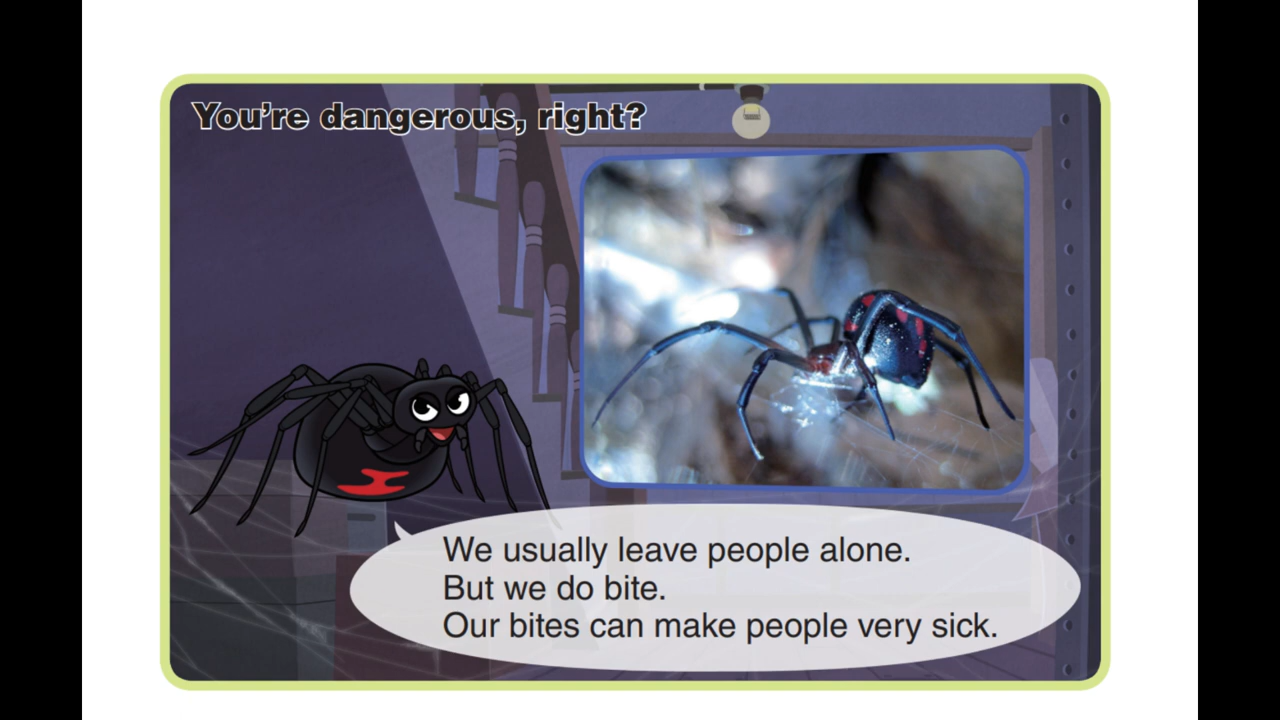 You're dangerous, right?
We usually leave people alone.
But we do bite.
Our bites can make people very sick.